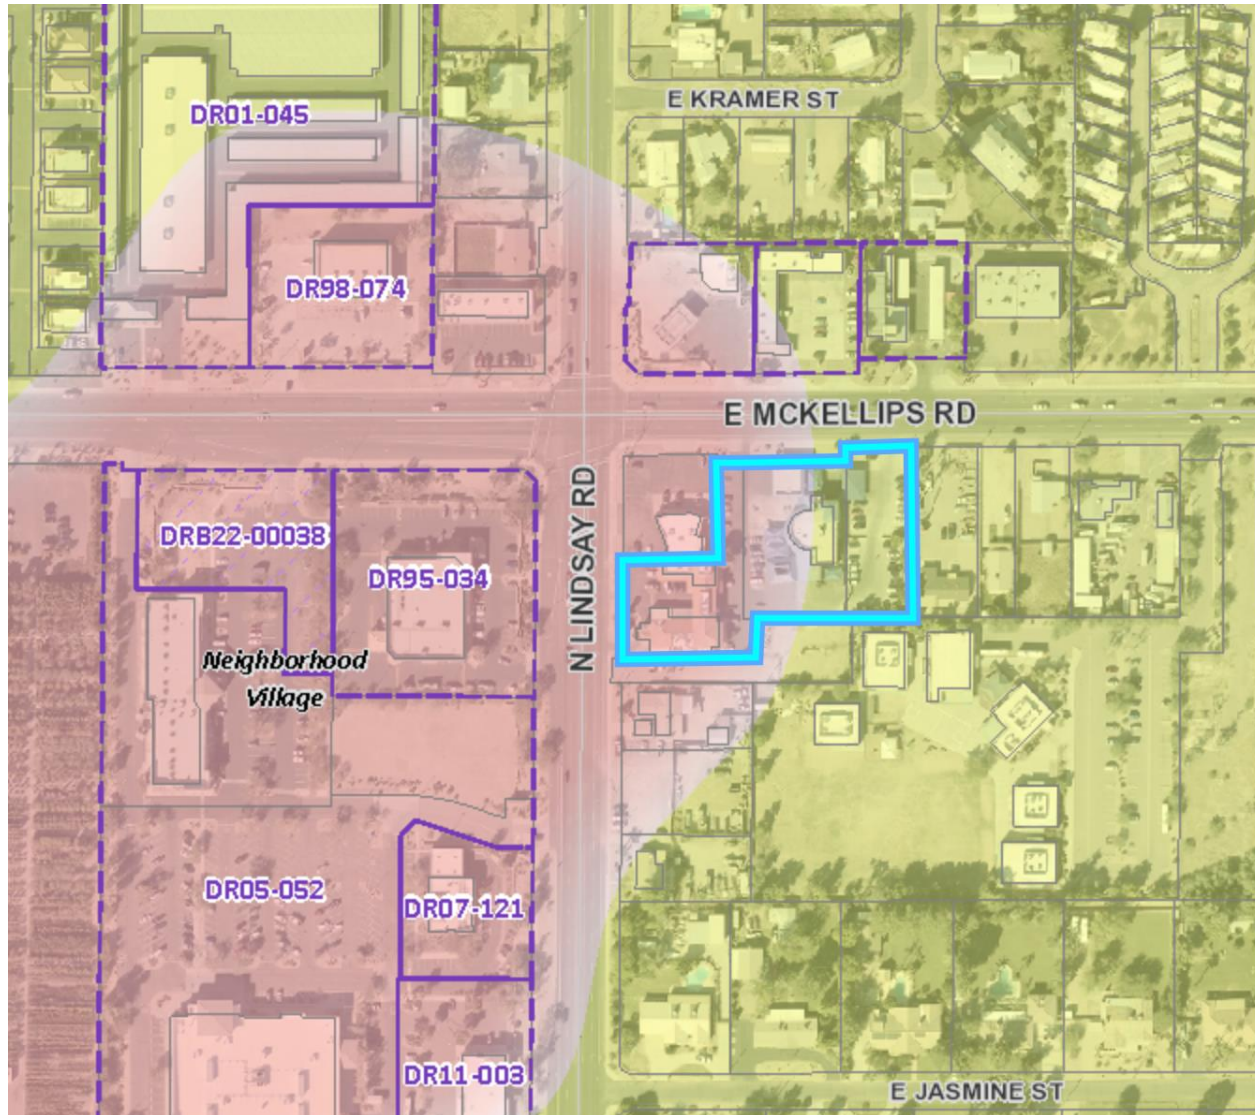 E KRAMER ST
DR01-045
DR98-074
E MCKELLIPS RD
N LINDSAY RD
DRB22-00038
DR95-034
Neighborhood
Village
DR05-052
DR07-121
DR11-003
E JASMINE ST